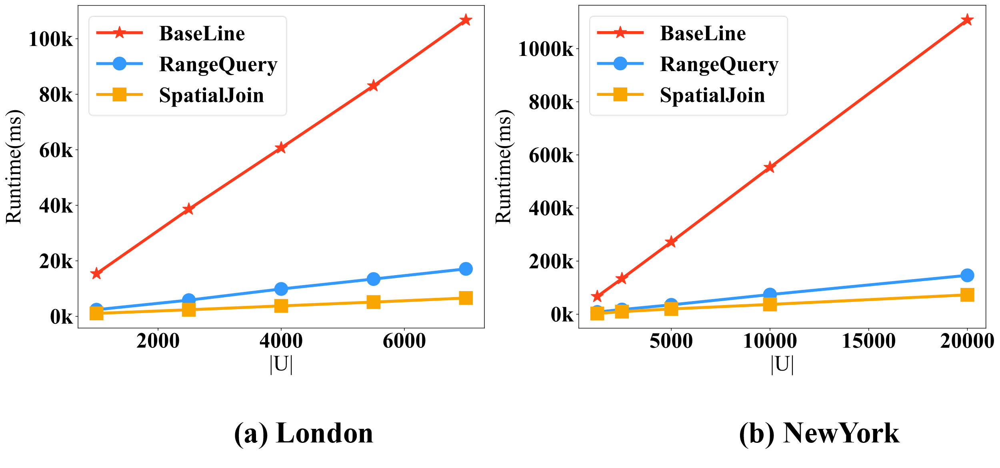 BaseLine
RangeQuery
SpatialJoin
100k
80k
60k
40k
20k
0k
Runtime(ms)
2000 4000 6000
|U|
(a) London
BaeLine
RangeQuery
SpatialJoin
1000k
800k
600k
400k
200k
0k
Runtime(ms)
5000 10000 15000 20000
|U|
(b) NewYork